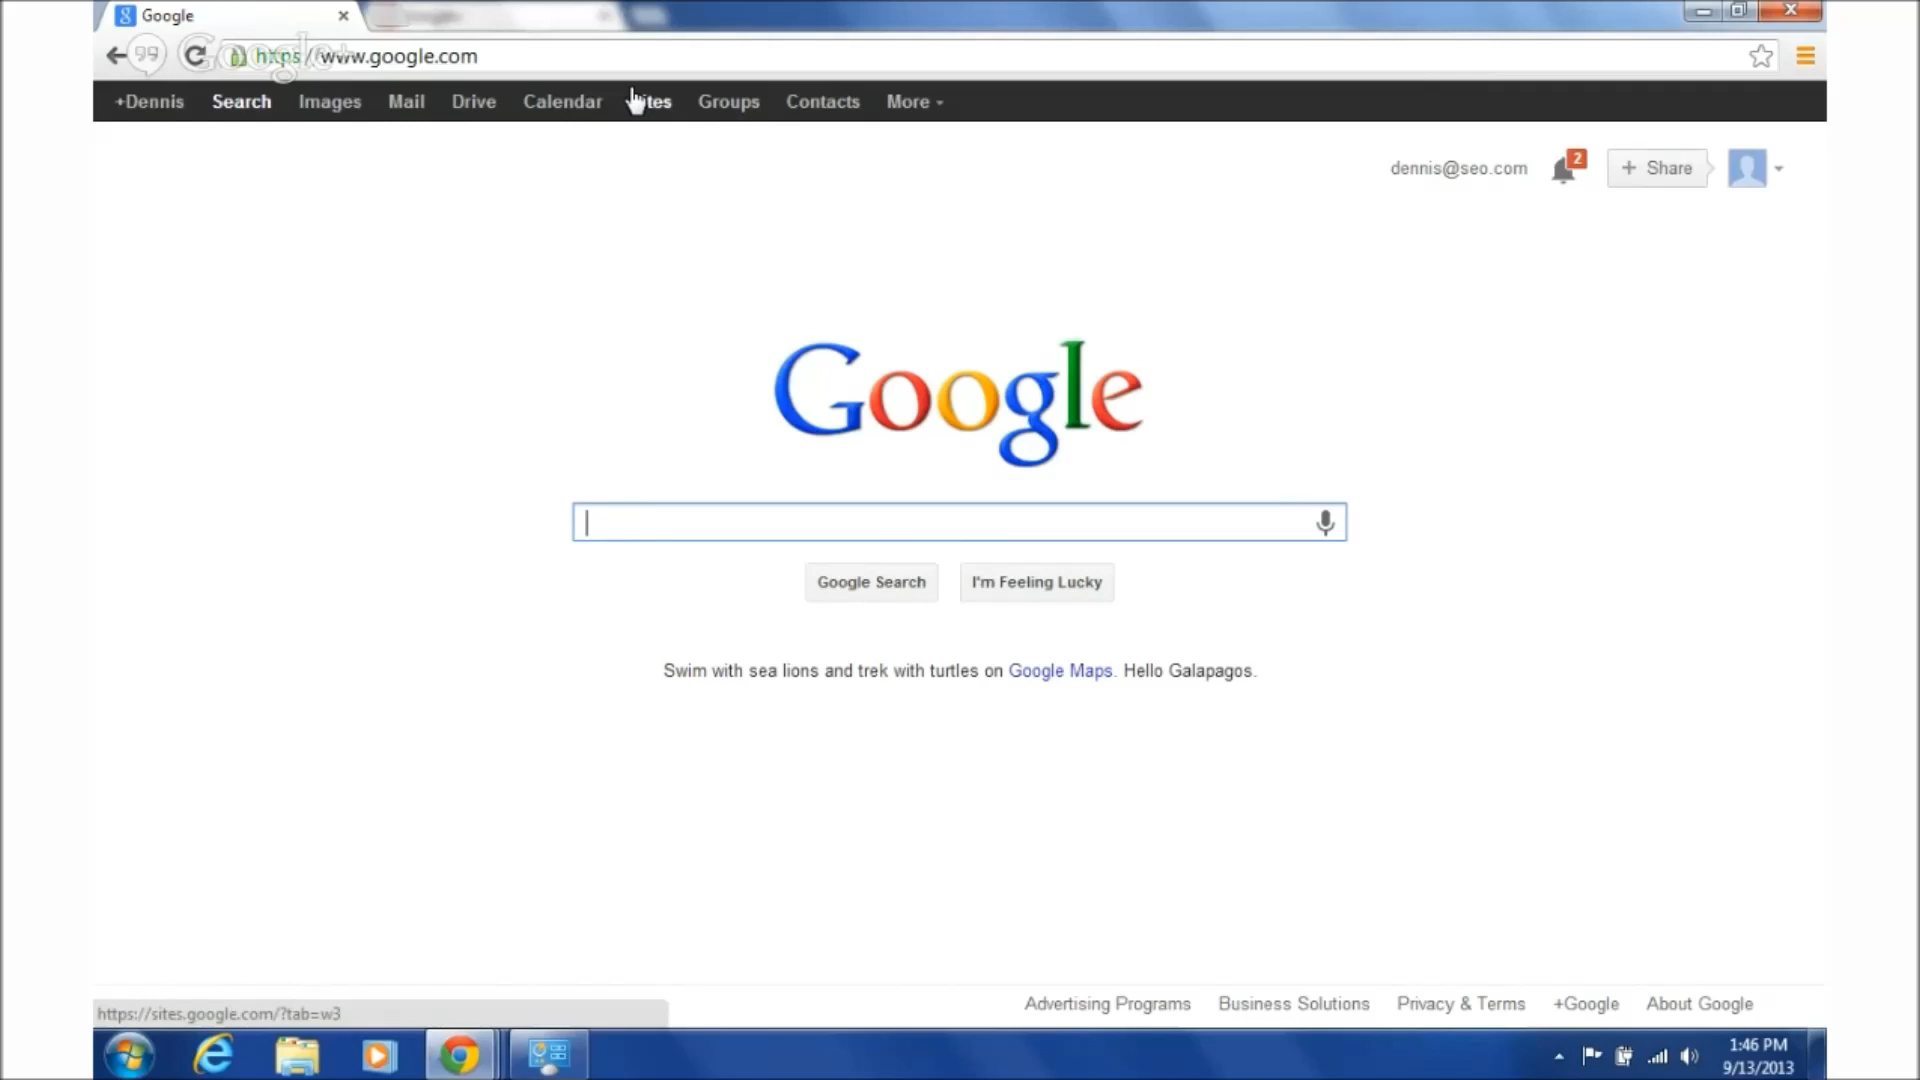 Google
Google+
https://www.google.com
+Dennis Search Images Mail Drive Calendar Sites Groups Contacts More
dennis@seo.com 2 + Share
Google
Google Search I'm Feeling Lucky
Swim with sea lions and trek with turtles on Google Maps. Hello Galapagos.
Advertising Programs Business Solutions Privacy & Terms +Google About Google
https://sites.google.com/?tab=w3
1:46 PM
9/13/2013